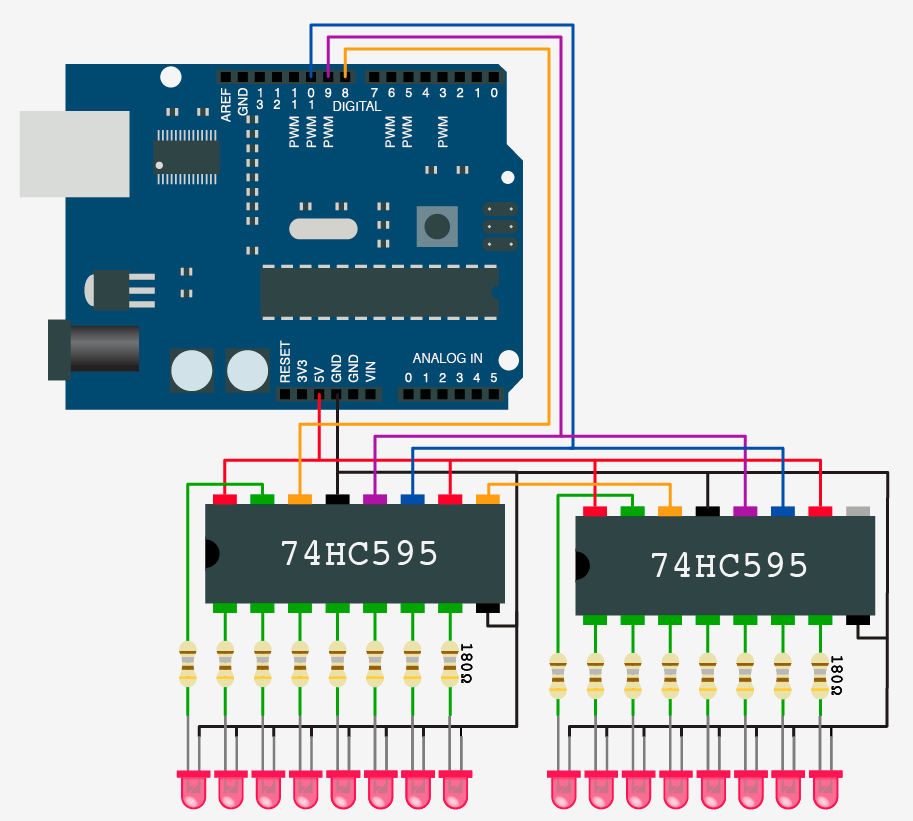 AREF
GND
13
12
11
01
9
8
7
6
5
4
3
2
1
0
DIGITAL
PWM
PWM
PWM
PWM
PWM
PWM
RESET
3V3
5V
GND
GND
VIN
ANALOG IN
0 1 2 3 4 5
74HC595
74HC595
180Ω
180Ω